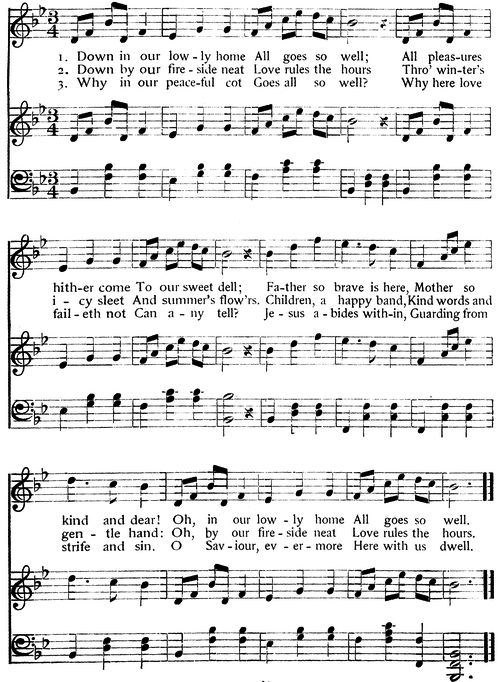 1. Down in our low-ly home All goes so well; All pleas-ures
2. Down by our fire-side neat Love rules the hours Thro' win-ter's
3. Why in our peace-ful cot Goes all so well? Why here love
hith-er come To our sweet dell; Fa-ther so brave is here, Mother so
i-cy sleet And summer's flow'rs. Children, a happy band, Kind words and
fail-eth not Can a-ny tell? Je-sus a-bides with-in, Guarding from
kind and dear! Oh, in our low-ly home All goes so well.
gen-tle hand: Oh, by our fire-side neat Love rules the hours.
strife and sin. O Sav-iour, ev-er-more Here with us dwell.